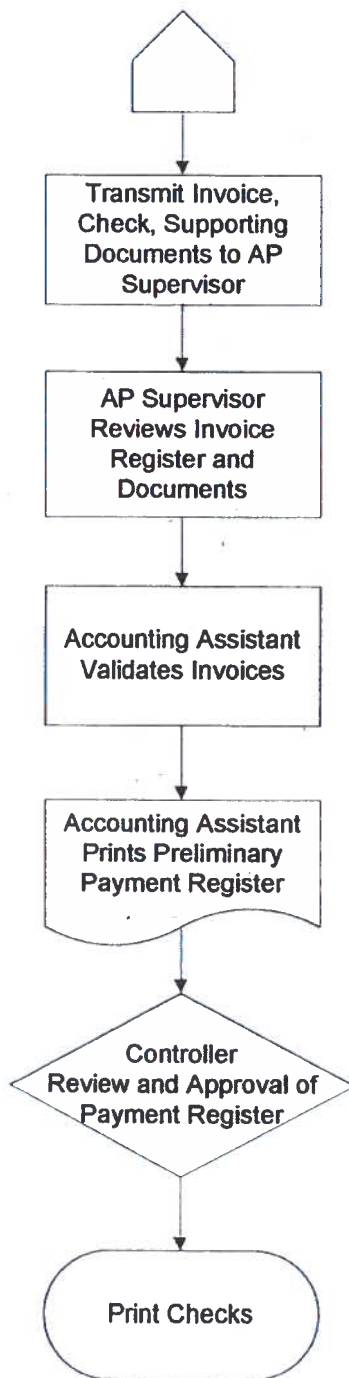 Transmit Invoice,
Check, Supporting
Documents to AP
Supervisor
AP Supervisor
Reviews Invoice
Register and
Documents
Accounting Assistant
Validates Invoices
Accounting Assistant
Prints Preliminary
Payment Register
Controller
Review and Approval of
Payment Register
Print Checks